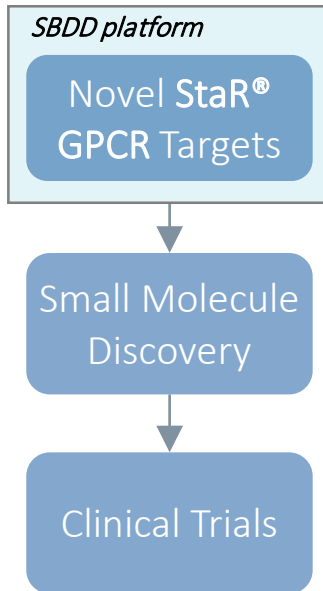 SBDD platform
Novel StaR®
GPCR Targets
Small Molecule
Discovery
Clinical Trials